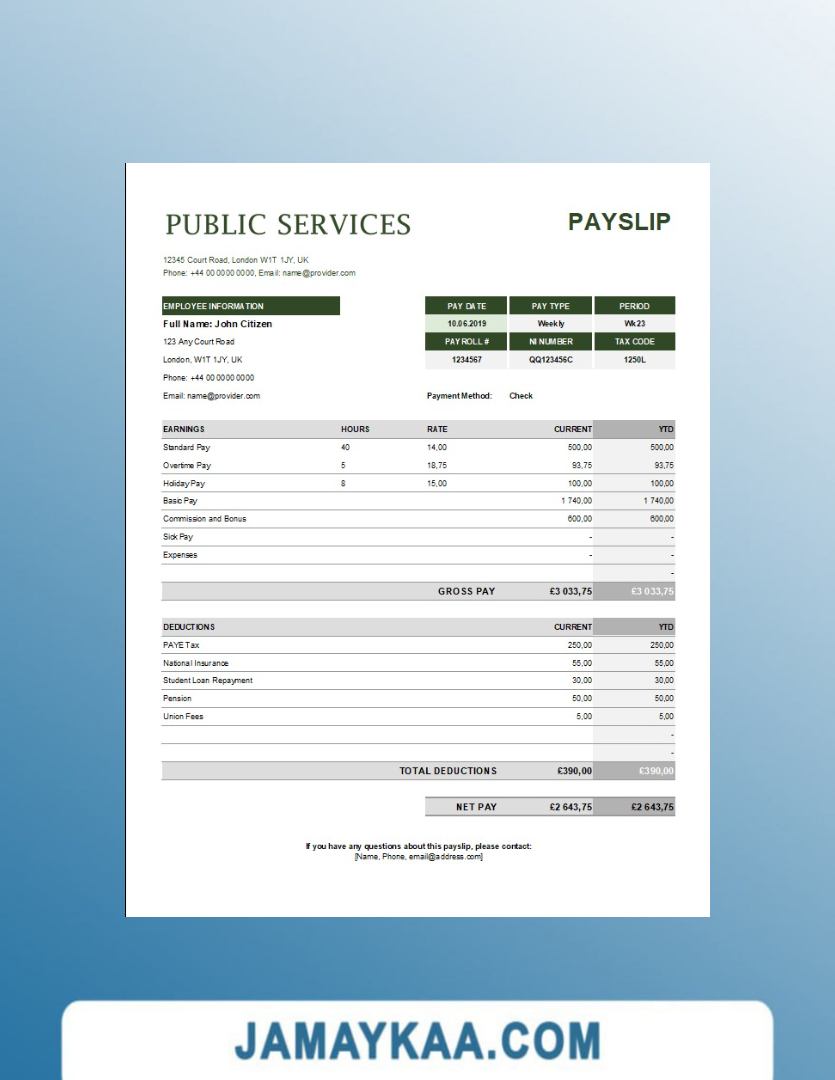 PUBLIC SERVICES PAYSLIP
12345 Court Road, London W1T 1JY, UK
Phone: +44 00 0000 0000, Email: name@provider.com
EMPLOYEE INFORMATION PAY DATE PAY TYPE PERIOD
Full Name: John Citizen 10.06.2019 Weekly Wk23
123 Any Court Road PAYROLL # NI NUMBER TAX CODE
London, W1T 1JY, UK 1234567 QQ123456C 1250L
Phone: +44 00 0000 0000
Email: name@provider.com Payment Method: Check
EARNINGS HOURS RATE CURRENT YTD
Standard Pay 40 14,00 500,00 500,00
Overtime Pay 5 18,75 93,75 93,75
Holiday Pay 8 15,00 100,00 100,00
Basic Pay 1 740,00 1 740,00
Commission and Bonus 600,00 600,00
Sick Pay - -
Expenses - -
-
GROSS PAY £3 033,75 £3 033,75
DEDUCTIONS CURRENT YTD
PAYE Tax 250,00 250,00
National Insurance 55,00 55,00
Student Loan Repayment 30,00 30,00
Pension 50,00 50,00
Union Fees 5,00 5,00
-
-
TOTAL DEDUCTIONS £390,00 £390,00
NET PAY £2 643,75 £2 643,75
If you have any questions about this payslip, please contact:
[Name, Phone, email@address.com]
JAMAYKAA.COM